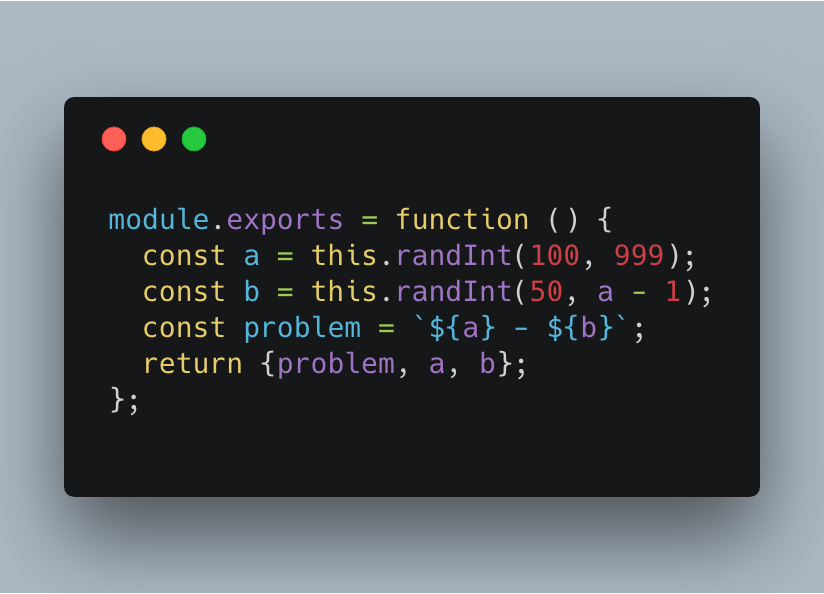 module.exports = function () {
  const a = this.randInt(100, 999);
  const b = this.randInt(50, a - 1);
  const problem = `${a} - ${b}`;
  return {problem, a, b};
};